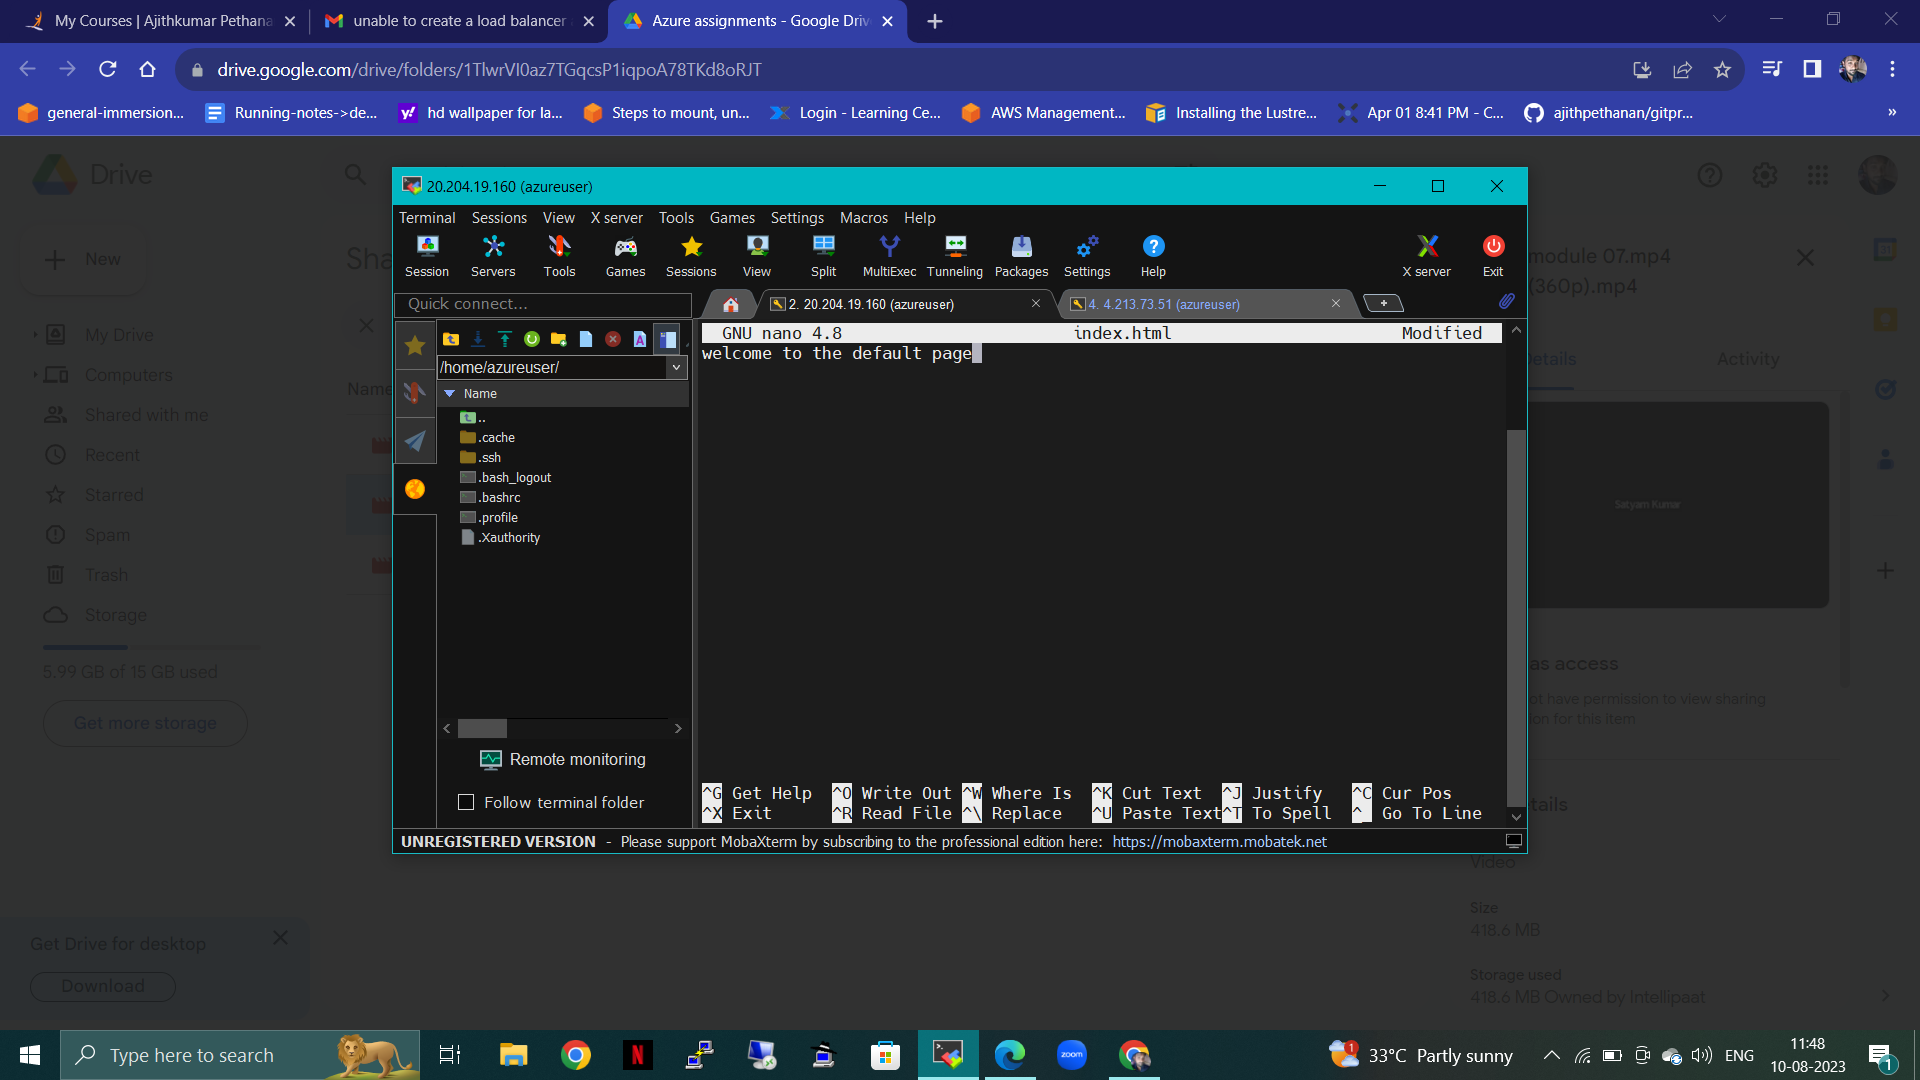 My Courses | Ajithkumar Pethana
unable to create a load balancer
Azure assignments - Google Driv
drive.google.com/drive/folders/1TlwrVI0az7TGqcsP1iqpoA78TKd8oRJT
general-immersion...
Running-notes->de...
hd wallpaper for la...
Steps to mount, un...
Login - Learning Ce...
AWS Management...
Installing the Lustre...
Apr 01 8:41 PM - C...
ajithpethanan/gitpr...
»
Drive
New
Sha
My Drive
Computers
Shared with me
Recent
Starred
Spam
Trash
Storage
5.99 GB of 15 GB used
Get more storage
Name
Get Drive for desktop
Download
20.204.19.160 (azureuser)
Terminal Sessions View X server Tools Games Settings Macros Help
Session Servers Tools Games Sessions View Split MultiExec Tunneling Packages Settings Help X server Exit
Quick connect...
2. 20.204.19.160 (azureuser)
4. 4.213.73.51 (azureuser)
/home/azureuser/
Name
..
.cache
.ssh
.bash_logout
.bashrc
.profile
.Xauthority
Remote monitoring
Follow terminal folder
GNU nano 4.8 index.html Modified
welcome to the default page
^G Get Help ^O Write Out ^W Where Is ^K Cut Text ^J Justify ^C Cur Pos
^X Exit ^R Read File ^\ Replace ^U Paste Text ^T To Spell ^_ Go To Line
UNREGISTERED VERSION - Please support MobaXterm by subscribing to the professional edition here: https://mobaxterm.mobatek.net
module 07.mp4
(360p).mp4
Details
Activity
Satyam Kumar
as access
ot have permission to view sharing
ion for this item
tails
Video
Size
418.6 MB
Storage used
418.6 MB Owned by Intellipaat
Type here to search
zoom
1
33°C Partly sunny
ENG
11:48
10-08-2023
1